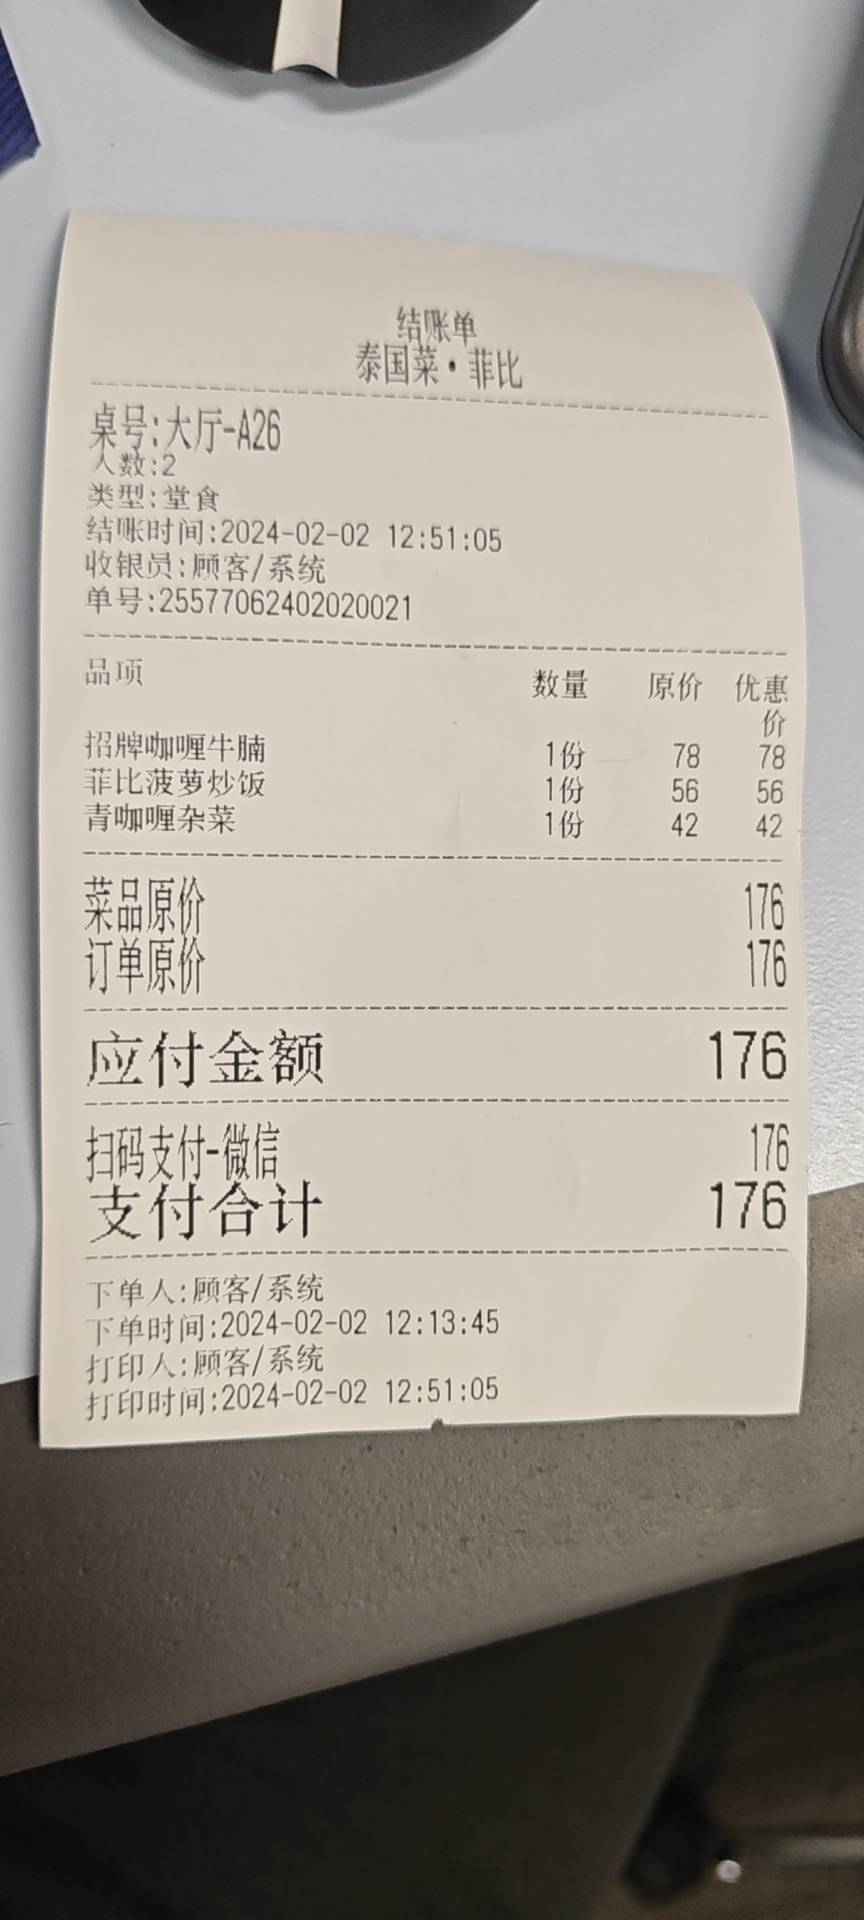 结账单
泰国菜·菲比
桌号:大厅-A26
人数:2
类型:堂食
结账时间:2024-02-02 12:51:05
收银员:顾客/系统
单号:25577062402020021
品项 数量 原价 优惠价
招牌咖喱牛腩 1份 78 78
菲比菠萝炒饭 1份 56 56
青咖喱杂菜 1份 42 42
菜品原价 176
订单原价 176
应付金额 176
扫码支付-微信 176
支付合计 176
下单人:顾客/系统
下单时间:2024-02-02 12:13:45
打印人:顾客/系统
打印时间:2024-02-02 12:51:05